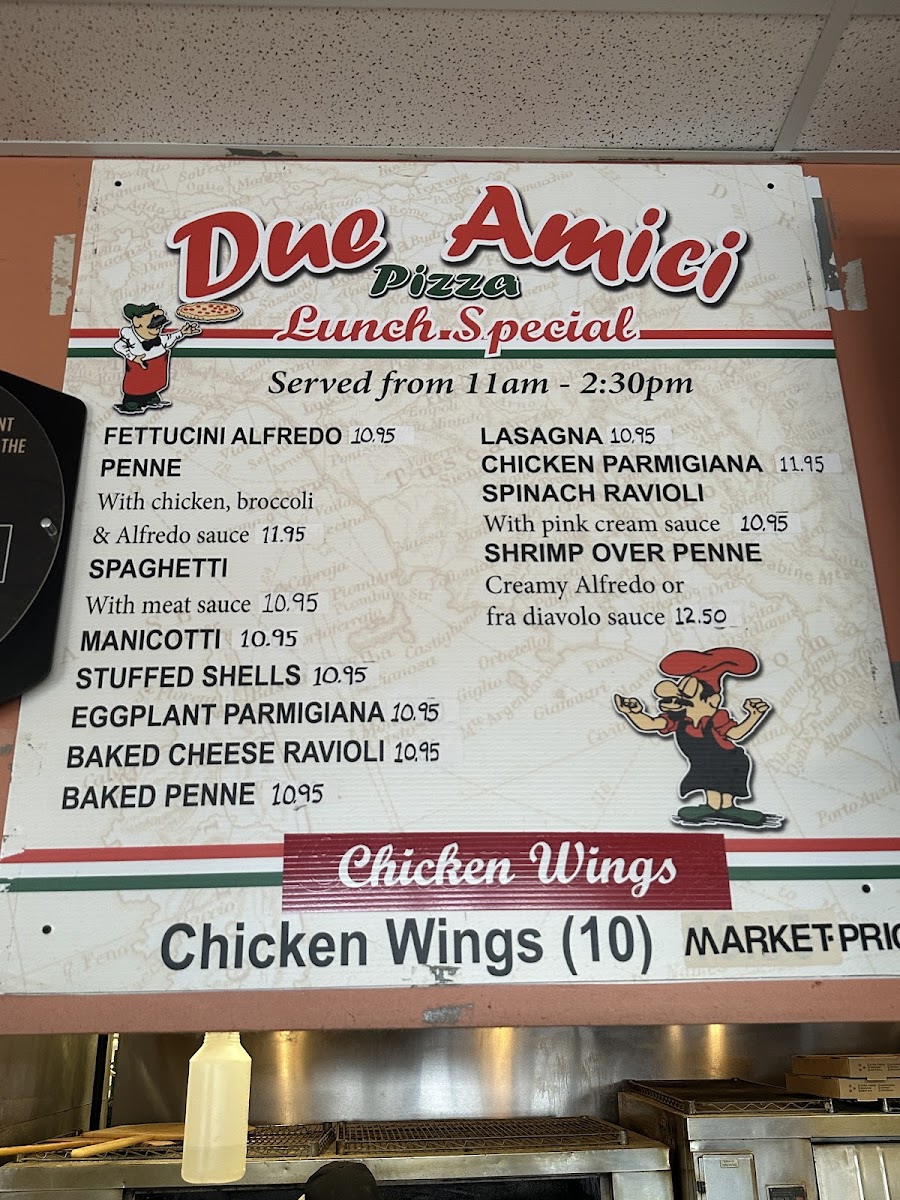 Due Amici
Pizza
Lunch Special
Served from 11am - 2:30pm
FETTUCINI ALFREDO 10.95
PENNE
With chicken, broccoli
& Alfredo sauce 11.95
SPAGHETTI
With meat sauce 10.95
MANICOTTI 10.95
STUFFED SHELLS 10.95
EGGPLANT PARMIGIANA 10.95
BAKED CHEESE RAVIOLI 10.95
BAKED PENNE 10.95
LASAGNA 10.95
CHICKEN PARMIGIANA 11.95
SPINACH RAVIOLI
With pink cream sauce 10.95
SHRIMP OVER PENNE
Creamy Alfredo or
fra diavolo sauce 12.50
Chicken Wings
Chicken Wings (10) MARKET PRIC
NT
THE